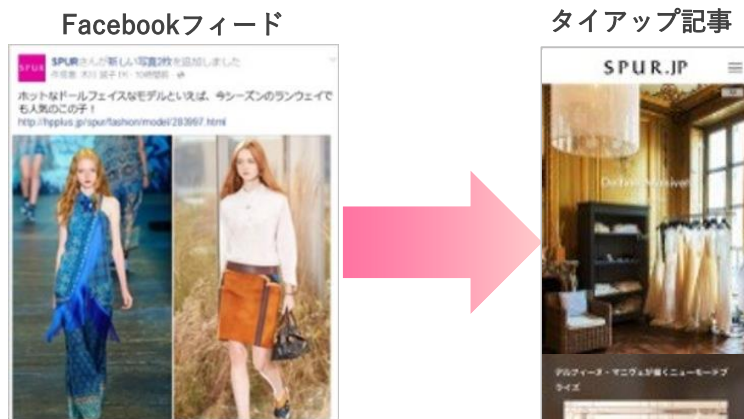 Facebookフィード
タイアップ記事
SPUR
SPURさんが新しい写真2枚を追加しました
ホットなドールフェイスなモデルといえば、今シーズンのランウェイで
も人気のこの子！
http://hpplus.jp/spur/fashion/model/283997.html
SPUR.JP
デルフィーヌ・マニヴェが描くニューモードブ
ライズ